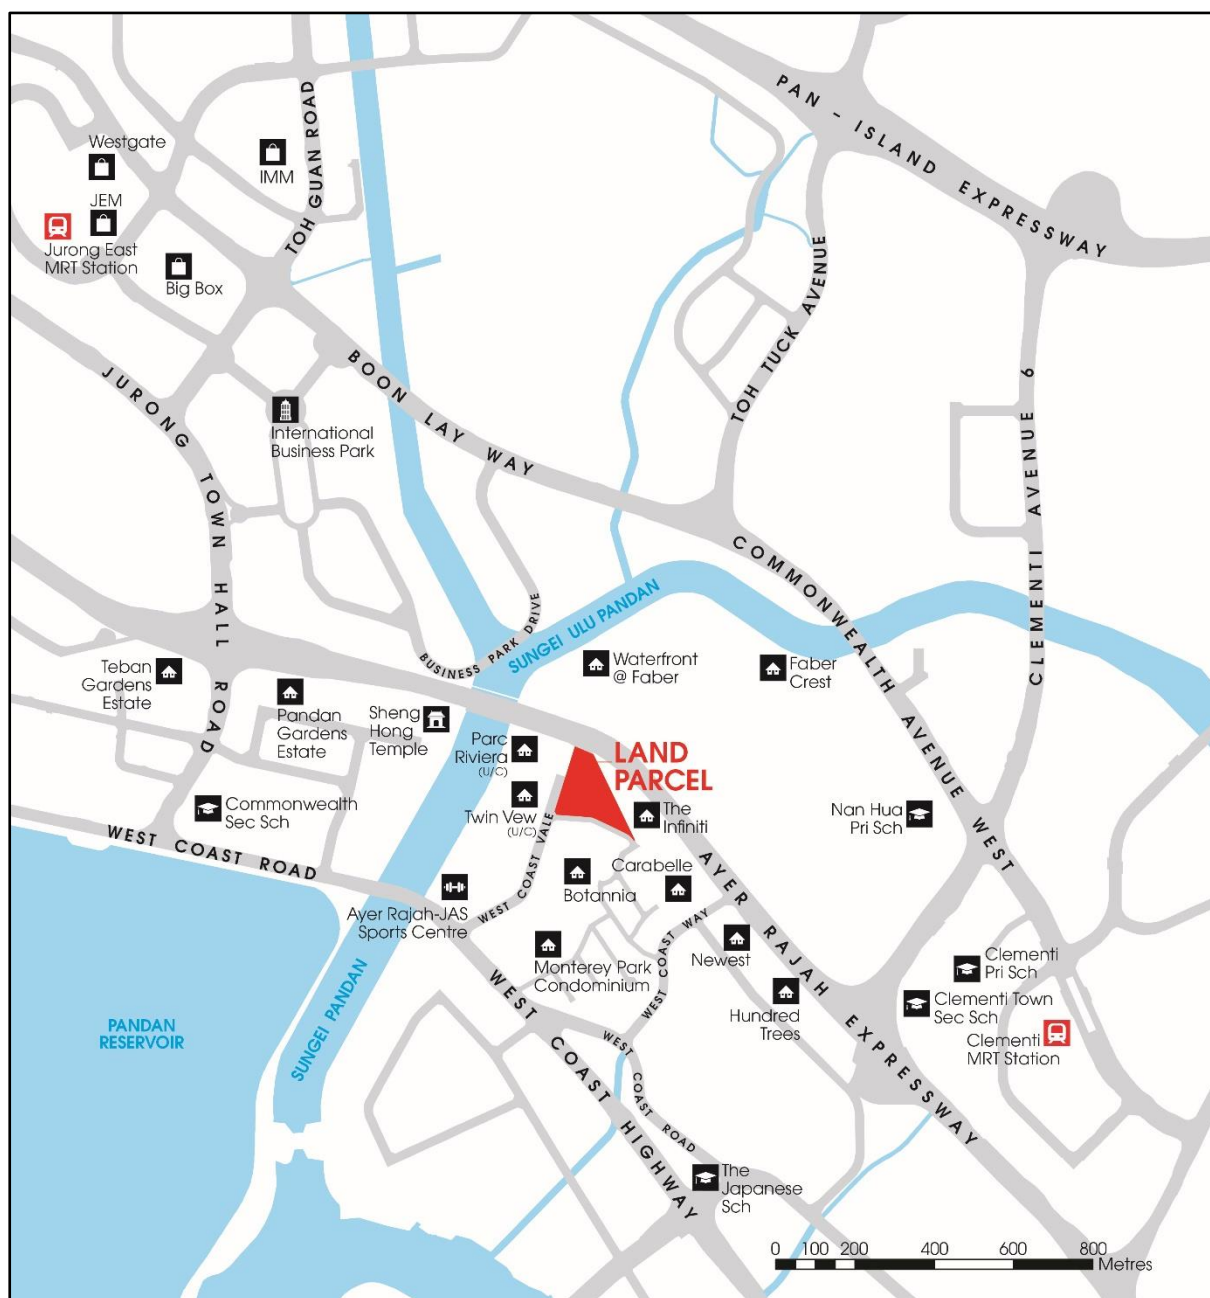 PAN - ISLAND EXPRESSWAY
TOH GUAN ROAD
Westgate
IMM
JEM
Jurong East
MRT Station
Big Box
TOH TUCK AVENUE
CLEMENTI AVENUE 6
BOON LAY WAY
JURONG TOWN HALL ROAD
International
Business Park
COMMONWEALTH AVENUE WEST
BUSINESS PARK DRIVE
SUNGEI ULU PANDAN
Waterfront
@ Faber
Faber
Crest
Teban
Gardens
Estate
Pandan
Gardens
Estate
Sheng
Hong
Temple
Parc
Riviera
(U/C)
LAND
PARCEL
Twin Vew
(U/C)
The
Infiniti
Nan Hua
Pri Sch
Commonwealth
Sec Sch
WEST COAST ROAD
WEST COAST VALE
AYER RAJAH EXPRESSWAY
Carabelle
Botannia
Ayer Rajah-JAS
Sports Centre
WEST COAST WAY
Newest
Monterey Park
Condominium
Hundred
Trees
Clementi
Pri Sch
Clementi Town
Sec Sch
Clementi
MRT Station
PANDAN
RESERVOIR
SUNGEI PANDAN
WEST COAST HIGHWAY
WEST COAST ROAD
The
Japanese
Sch
0 100 200 400 600 800
Metres